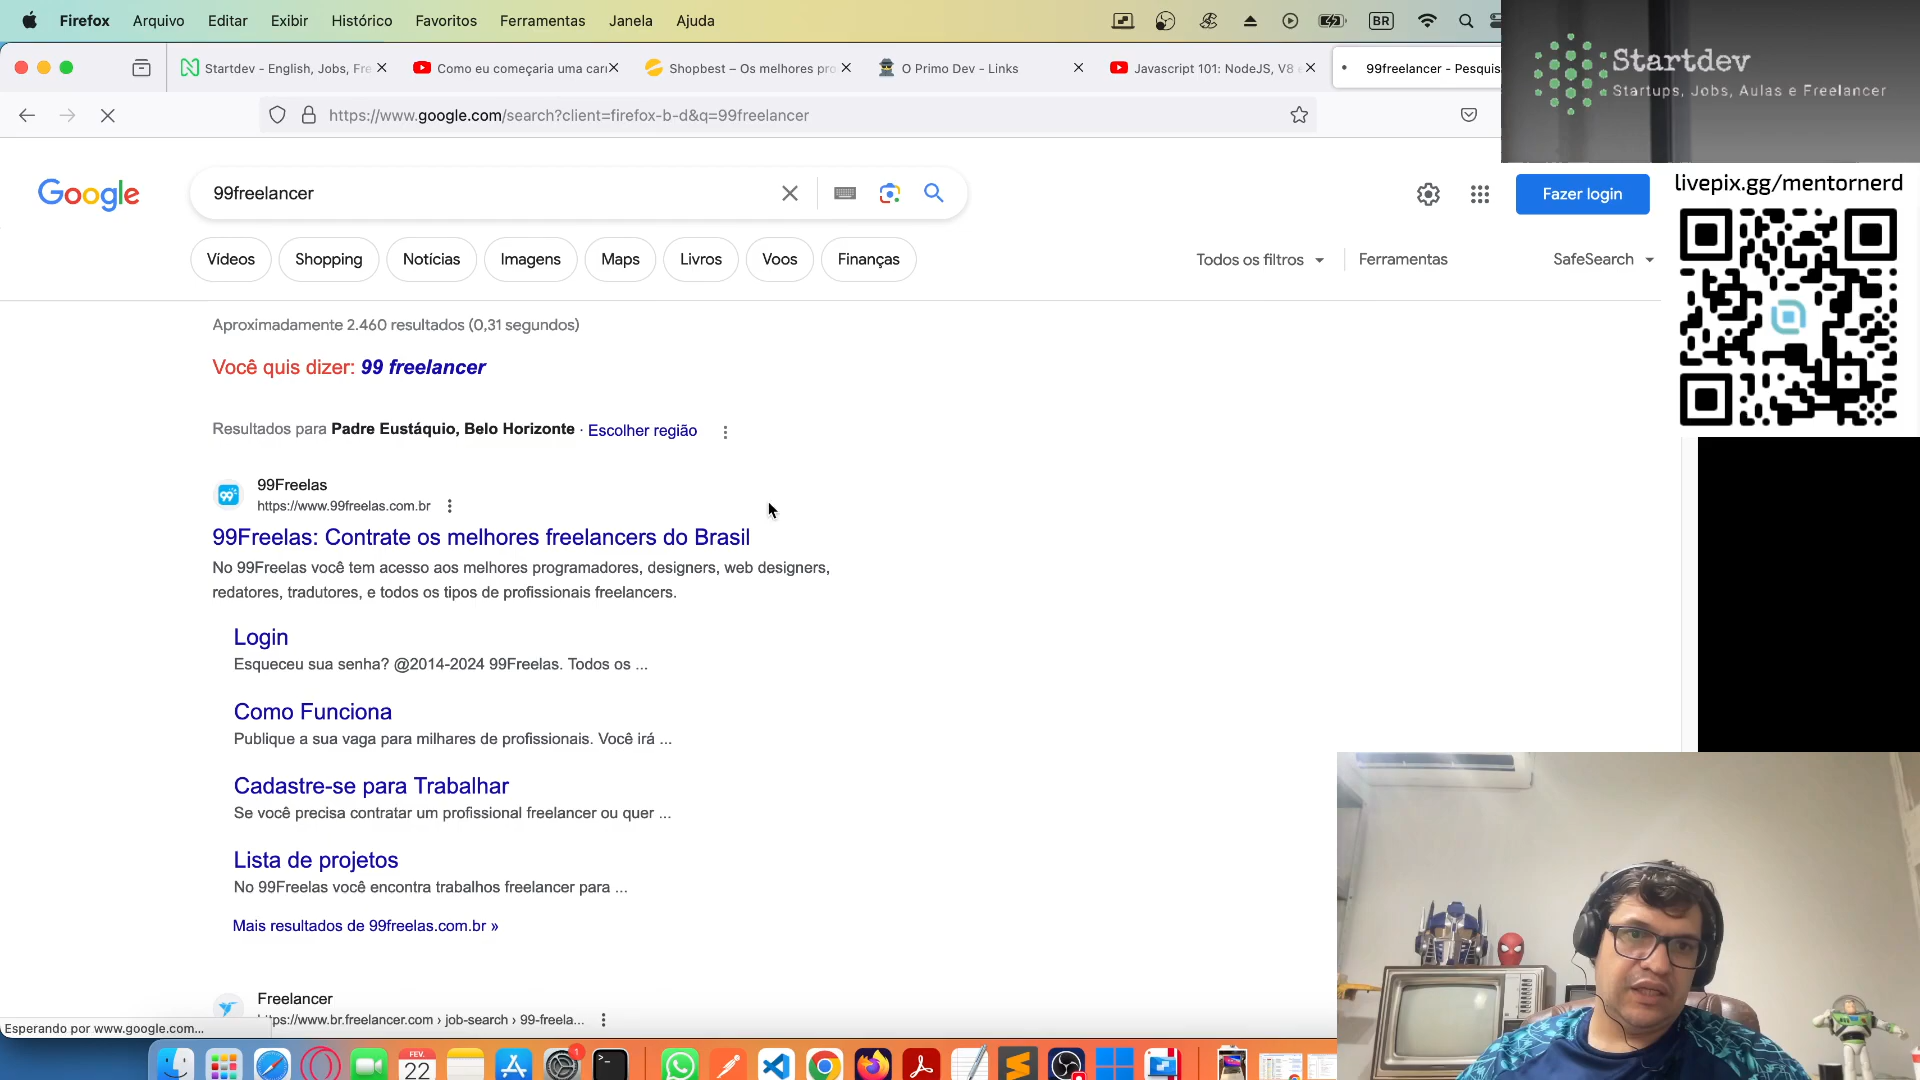 Firefox Arquivo Editar Exibir Histórico Favoritos Ferramentas Janela Ajuda
BR
Startdev - English, Jobs, Fre
Como eu começaria uma carr
Shopbest – Os melhores pro
O Primo Dev - Links
Javascript 101: NodeJS, V8 e
99freelancer - Pesquis
https://www.google.com/search?client=firefox-b-d&q=99freelancer
Startdev
Startups, Jobs, Aulas e Freelancer
livepix.gg/mentornerd
Google
99freelancer
Fazer login
Vídeos
Shopping
Notícias
Imagens
Maps
Livros
Voos
Finanças
Todos os filtros
Ferramentas
SafeSearch
Aproximadamente 2.460 resultados (0,31 segundos)
Você quis dizer: 99 freelancer
Resultados para Padre Eustáquio, Belo Horizonte · Escolher região
99Freelas
https://www.99freelas.com.br
99Freelas: Contrate os melhores freelancers do Brasil
No 99Freelas você tem acesso aos melhores programadores, designers, web designers,
redatores, tradutores, e todos os tipos de profissionais freelancers.
Login
Esqueceu sua senha? @2014-2024 99Freelas. Todos os ...
Como Funciona
Publique a sua vaga para milhares de profissionais. Você irá ...
Cadastre-se para Trabalhar
Se você precisa contratar um profissional freelancer ou quer ...
Lista de projetos
No 99Freelas você encontra trabalhos freelancer para ...
Mais resultados de 99freelas.com.br »
Freelancer
https://www.br.freelancer.com › job-search › 99-freela...
Esperando por www.google.com...
FEV.
22
1